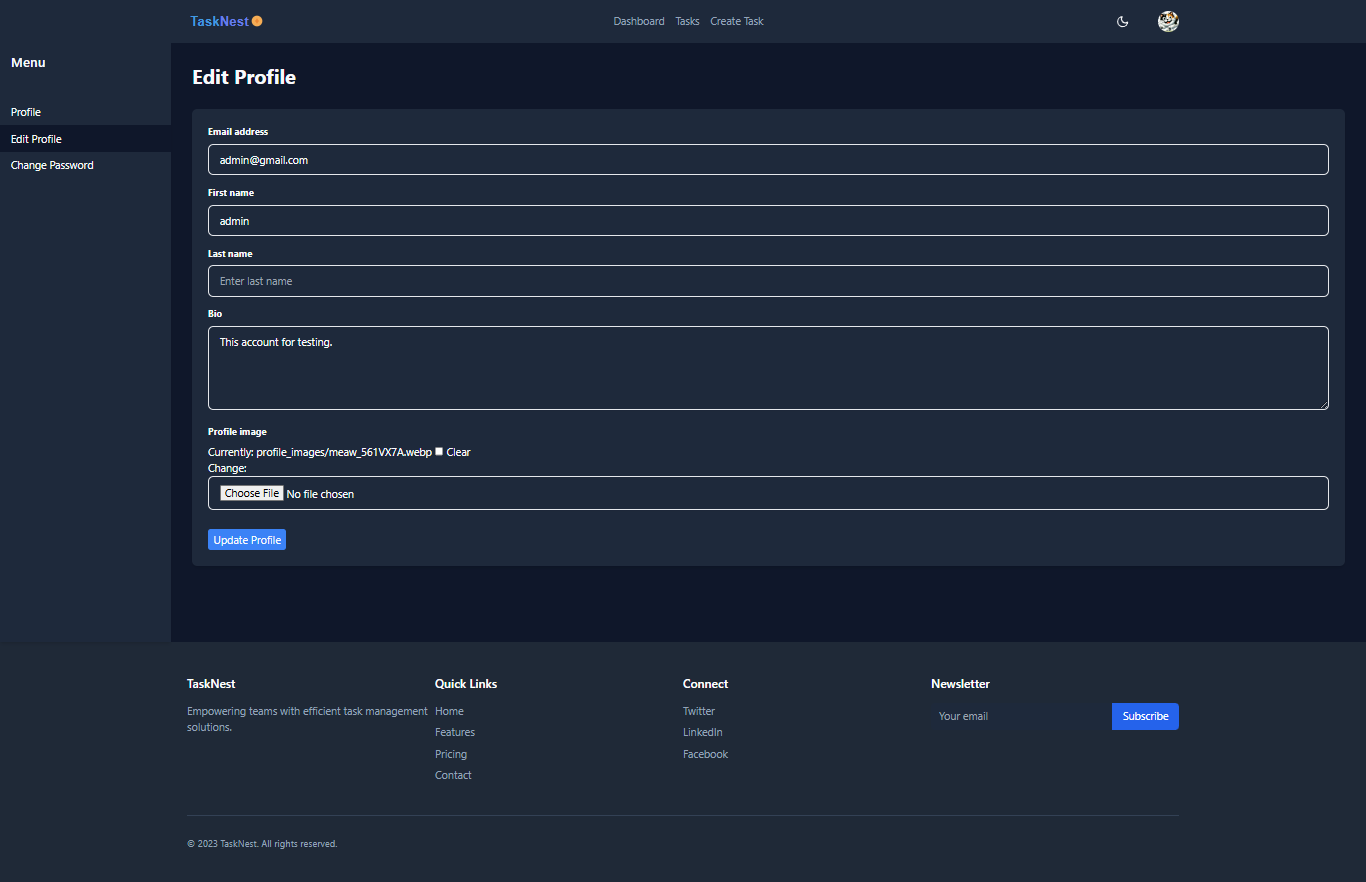 TaskNest
Dashboard Tasks Create Task
Menu
Profile
Edit Profile
Change Password
Edit Profile
Email address
admin@gmail.com
First name
admin
Last name
Enter last name
Bio
This account for testing.
Profile image
Currently: profile_images/meaw_561VX7A.webp Clear
Change:
Choose File No file chosen
Update Profile
TaskNest
Empowering teams with efficient task management
solutions.
Quick Links
Home
Features
Pricing
Contact
Connect
Twitter
LinkedIn
Facebook
Newsletter
Your email Subscribe
© 2023 TaskNest. All rights reserved.